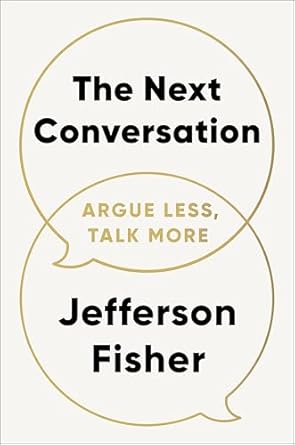 The Next
Conversation
ARGUE LESS,
TALK MORE
Jefferson
Fisher